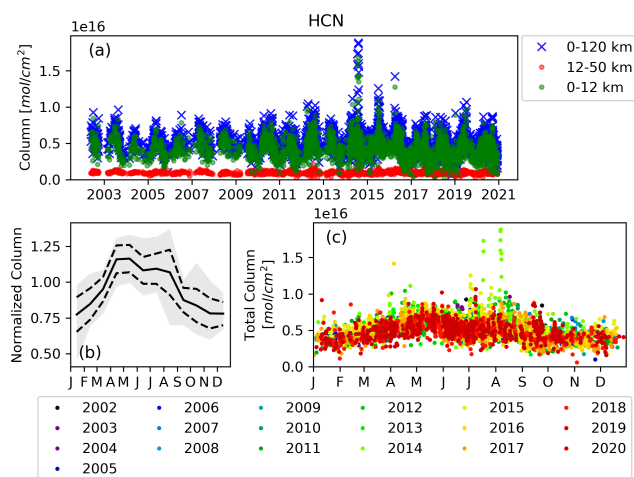 HCN
1e16
(a)
0-120 km
12-50 km
0-12 km
Column [mol/cm²]
1.5
1.0
0.5
0.0
2003 2005 2007 2009 2011 2013 2015 2017 2019 2021
Normalized Column
1.25
1.00
0.75
0.50
(b)
J F M A M J J A S O N D
1e16
(c)
Total Column
[mol/cm²]
1.5
1.0
0.5
0.0
J F M A M J J A S O N D
2002 2006 2009 2012 2015 2018
2003 2007 2010 2013 2016 2019
2004 2008 2011 2014 2017 2020
2005